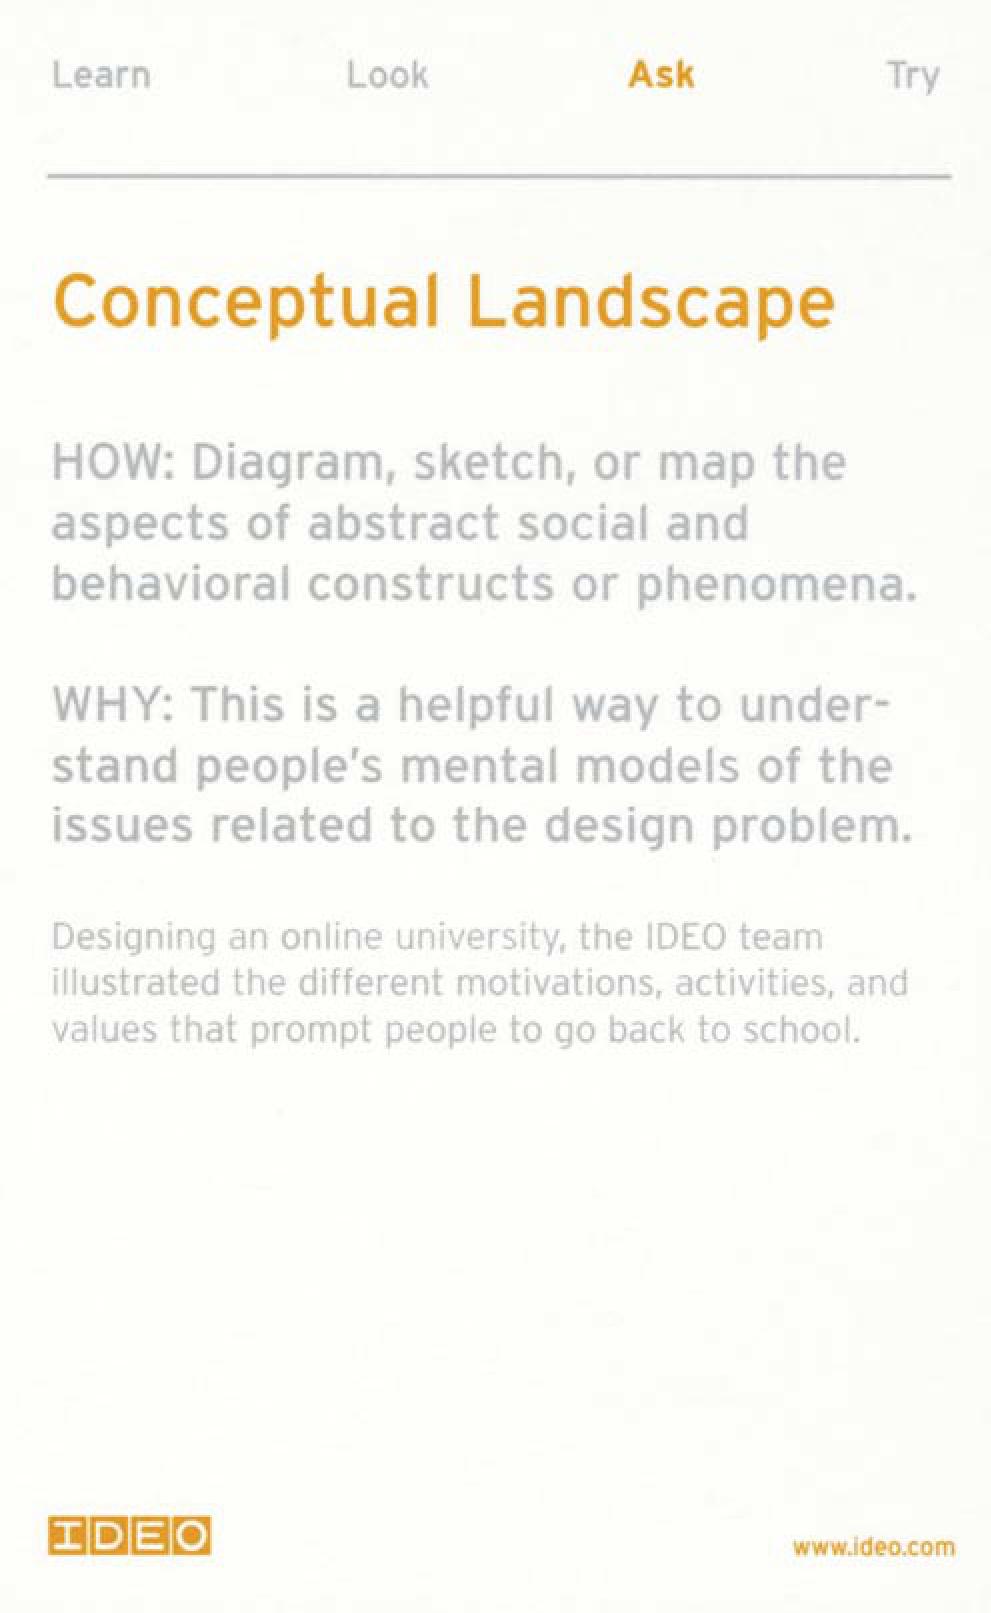 Learn Look Ask Try
Conceptual Landscape
HOW: Diagram, sketch, or map the
aspects of abstract social and
behavioral constructs or phenomena.
WHY: This is a helpful way to under-
stand people's mental models of the
issues related to the design problem.
Designing an online university, the IDEO team
illustrated the different motivations, activities, and
values that prompt people to go back to school.
IDEO www.ideo.com